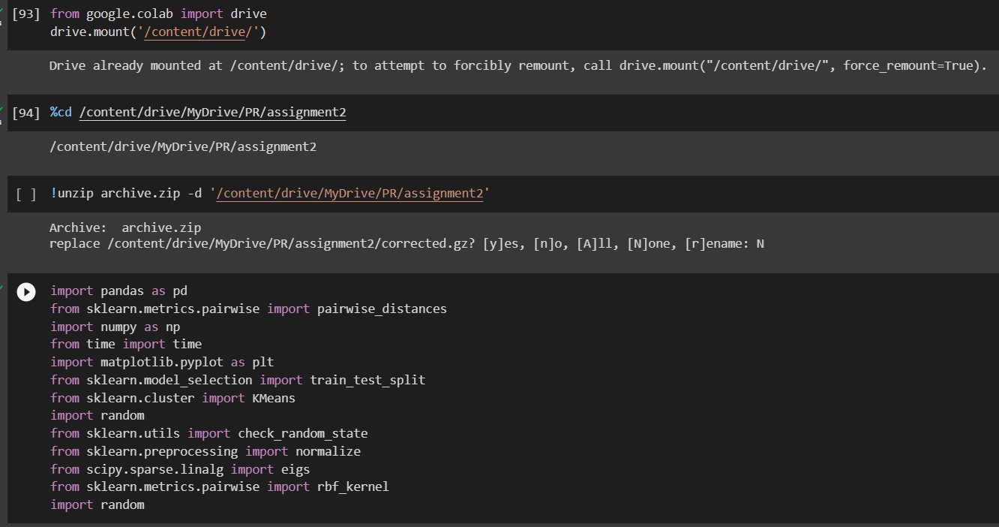 [93] from google.colab import drive
drive.mount('/content/drive/')
Drive already mounted at /content/drive/; to attempt to forcibly remount, call drive.mount("/content/drive/", force_remount=True).
[94] %cd /content/drive/MyDrive/PR/assignment2
/content/drive/MyDrive/PR/assignment2
[ ] !unzip archive.zip -d '/content/drive/MyDrive/PR/assignment2'
Archive:  archive.zip
replace /content/drive/MyDrive/PR/assignment2/corrected.gz? [y]es, [n]o, [A]ll, [N]one, [r]ename: N
import pandas as pd
from sklearn.metrics.pairwise import pairwise_distances
import numpy as np
from time import time
import matplotlib.pyplot as plt
from sklearn.model_selection import train_test_split
from sklearn.cluster import KMeans
import random
from sklearn.utils import check_random_state
from sklearn.preprocessing import normalize
from scipy.sparse.linalg import eigs
from sklearn.metrics.pairwise import rbf_kernel
import random